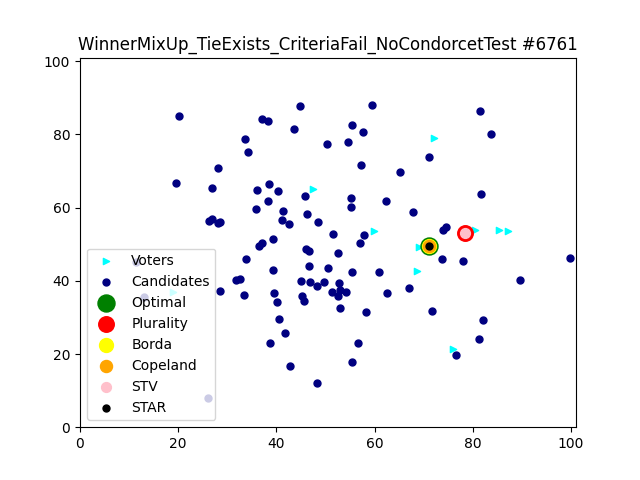 WinnerMixUp_TieExists_CriteriaFail_NoCondorcetTest #6761
100
80
60
40
20
0
0 20 40 60 80 100
Voters
Candidates
Optimal
Plurality
Borda
Copeland
STV
STAR